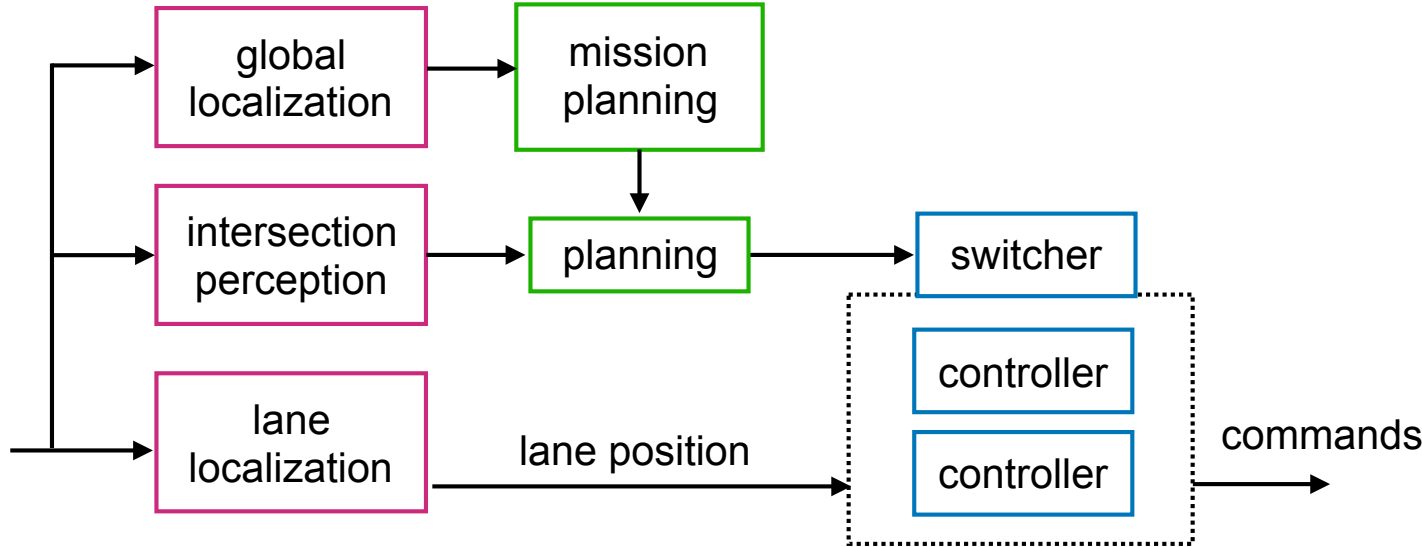 global
localization
mission
planning
intersection
perception
planning
switcher
controller
lane
localization
lane position
controller
commands